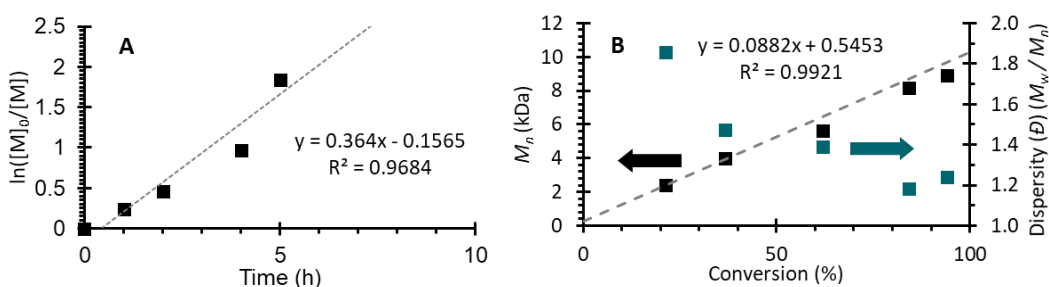 A
2.5
2
1.5
1
0.5
0
ln([M]₀/[M])
y = 0.364x - 0.1565
R² = 0.9684
0
5
10
Time (h)
B
12
10
8
6
4
2
0
Mₙ (kDa)
y = 0.0882x + 0.5453
R² = 0.9921
2.0
1.8
1.6
1.4
1.2
1.0
Dispersity (Đ) (M_w / Mₙ)
50
100
Conversion (%)